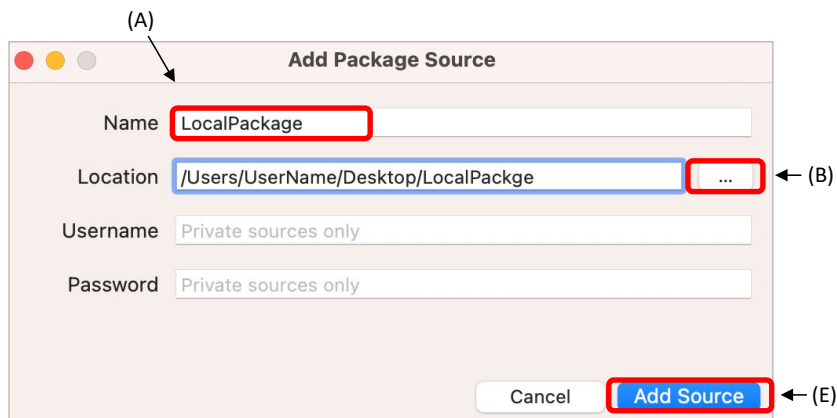 (A)
Add Package Source
Name LocalPackage
Location /Users/UserName/Desktop/LocalPackge ... (B)
Username Private sources only
Password Private sources only
Cancel Add Source (E)